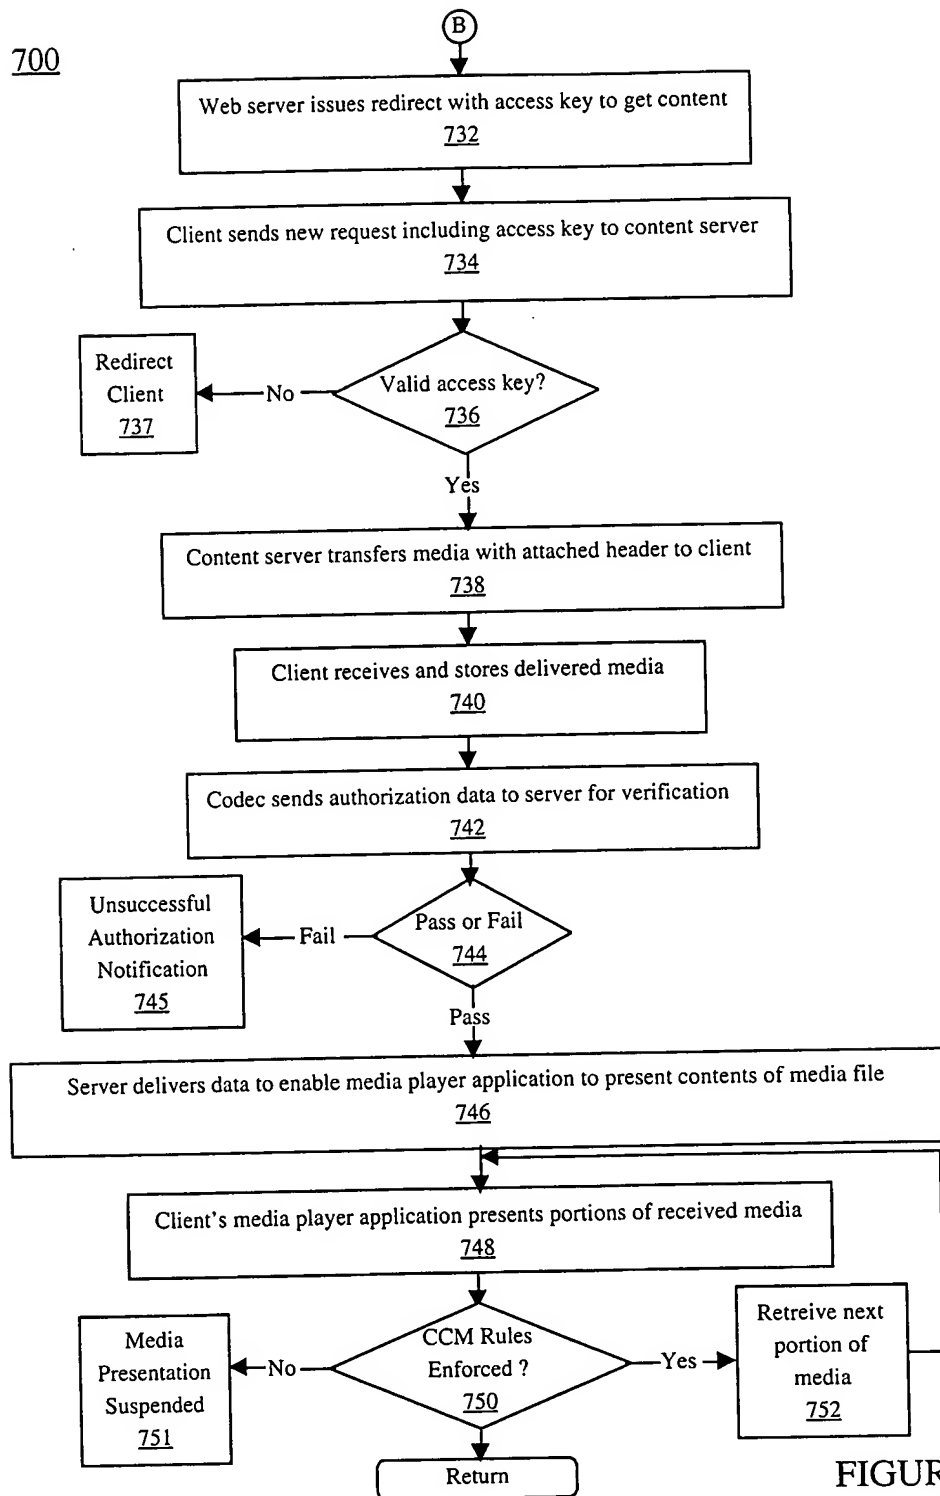 B
700
Web server issues redirect with access key to get content
732
Client sends new request including access key to content server
734
Redirect
Client
737
No
Valid access key?
736
Yes
Content server transfers media with attached header to client
738
Client receives and stores delivered media
740
Codec sends authorization data to server for verification
742
Unsuccessful
Authorization
Notification
745
Fail
Pass or Fail
744
Pass
Server delivers data to enable media player application to present contents of media file
746
Client's media player application presents portions of received media
748
Media
Presentation
Suspended
751
No
CCM Rules
Enforced ?
750
Yes
Retreive next
portion of
media
752
Return
FIGUR